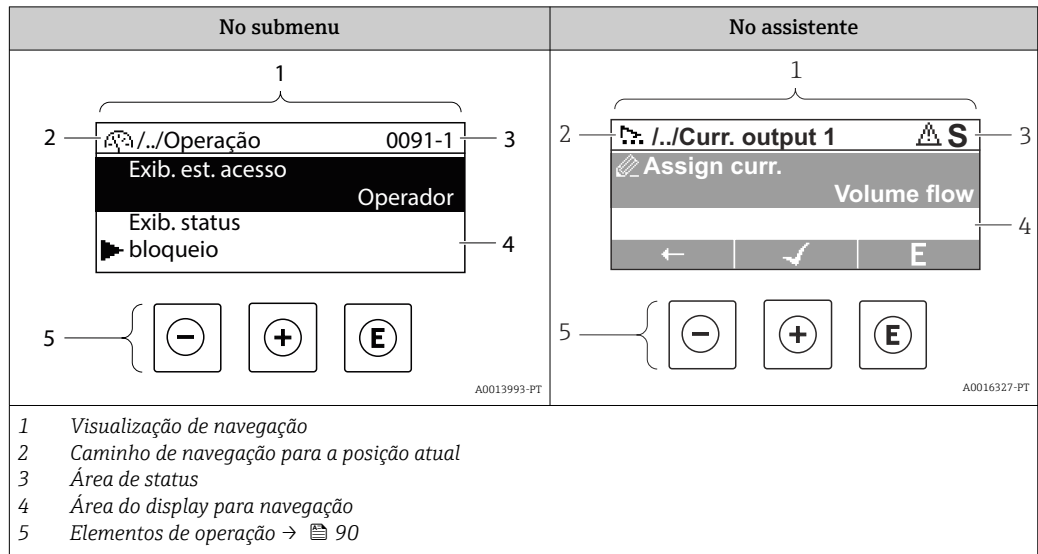 No submenu
No assistente
1
2
/../Operação 0091-1
3
Exib. est. acesso
Operador
Exib. status
bloqueio
4
5
E
A0013993-PT
1
2
/../Curr. output 1 S
3
Assign curr.
Volume flow
4
E
5
E
A0016327-PT
1 Visualização de navegação
2 Caminho de navegação para a posição atual
3 Área de status
4 Área do display para navegação
5 Elementos de operação → 90